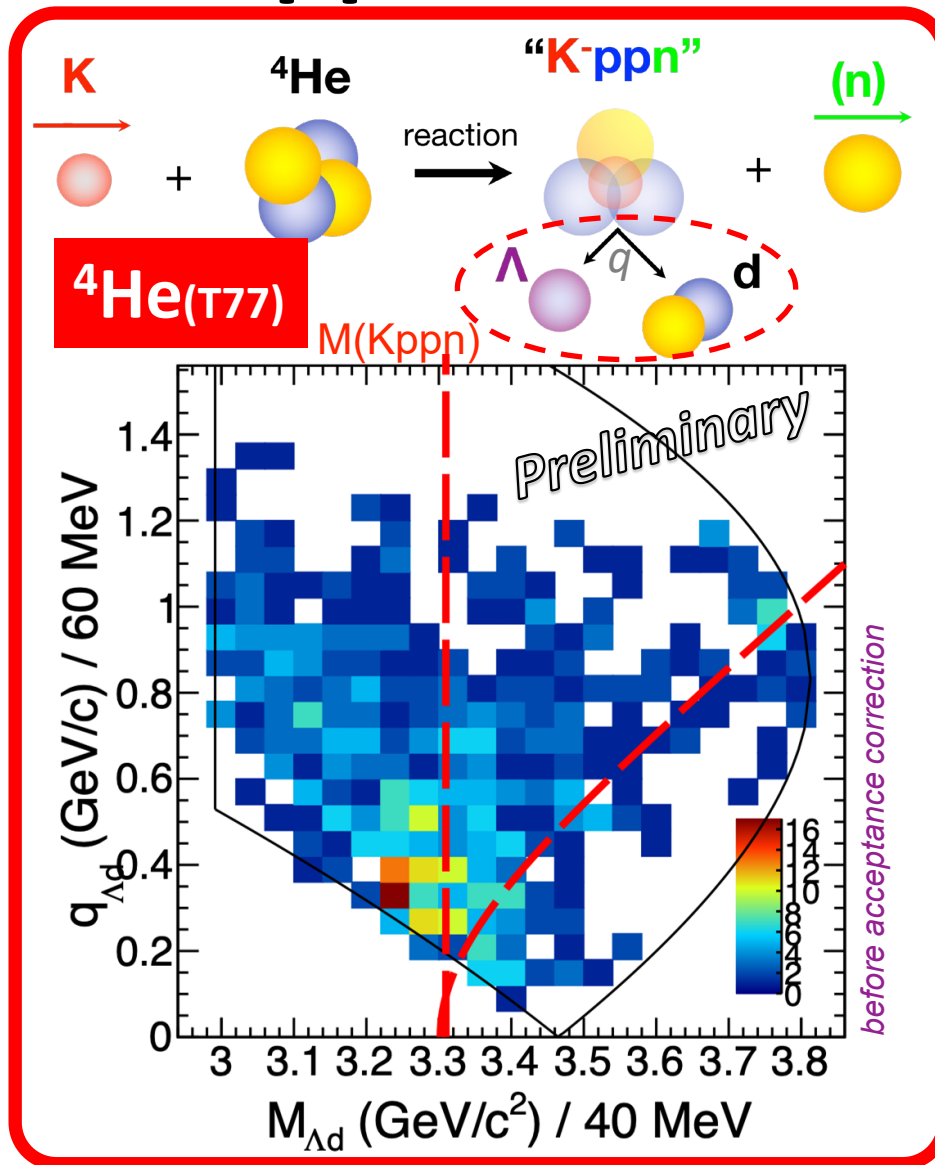 K
⁴He
“K⁻ppn”
(n)
+
reaction
+
Λ
q
d
⁴He(T77)
M(Kppn)
Preliminary
q_Λd (GeV/c) / 60 MeV
1.4
1.2
1
0.8
0.6
0.4
0.2
0
16
14
12
10
8
6
4
2
0
before acceptance correction
3 3.1 3.2 3.3 3.4 3.5 3.6 3.7 3.8
M_Λd (GeV/c²) / 40 MeV